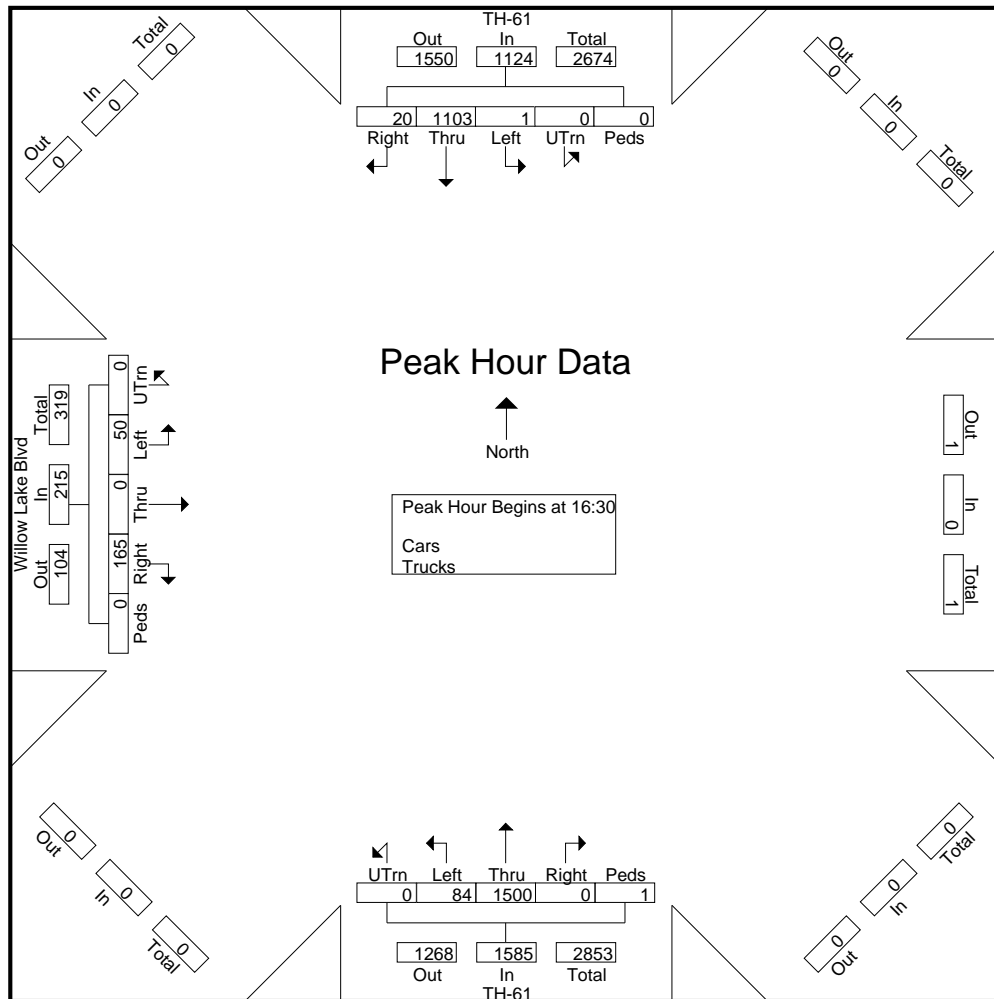 TH-61
Out In Total
1550 1124 2674
20 1103 1 0 0
Right Thru Left UTrn Peds
Total 0
In 0
Out 0
Out 0
In 0
Total 0
Willow Lake Blvd
Total 319
In 215
Out 104
0 UTrn
50 Left
0 Thru
165 Right
0 Peds
Peak Hour Data
North
Peak Hour Begins at 16:30
Cars
Trucks
Out 1
In 0
Total 1
Out 0
In 0
Total 0
Total 0
In 0
Out 0
UTrn Left Thru Right Peds
0 84 1500 0 1
1268 1585 2853
Out In Total
TH-61